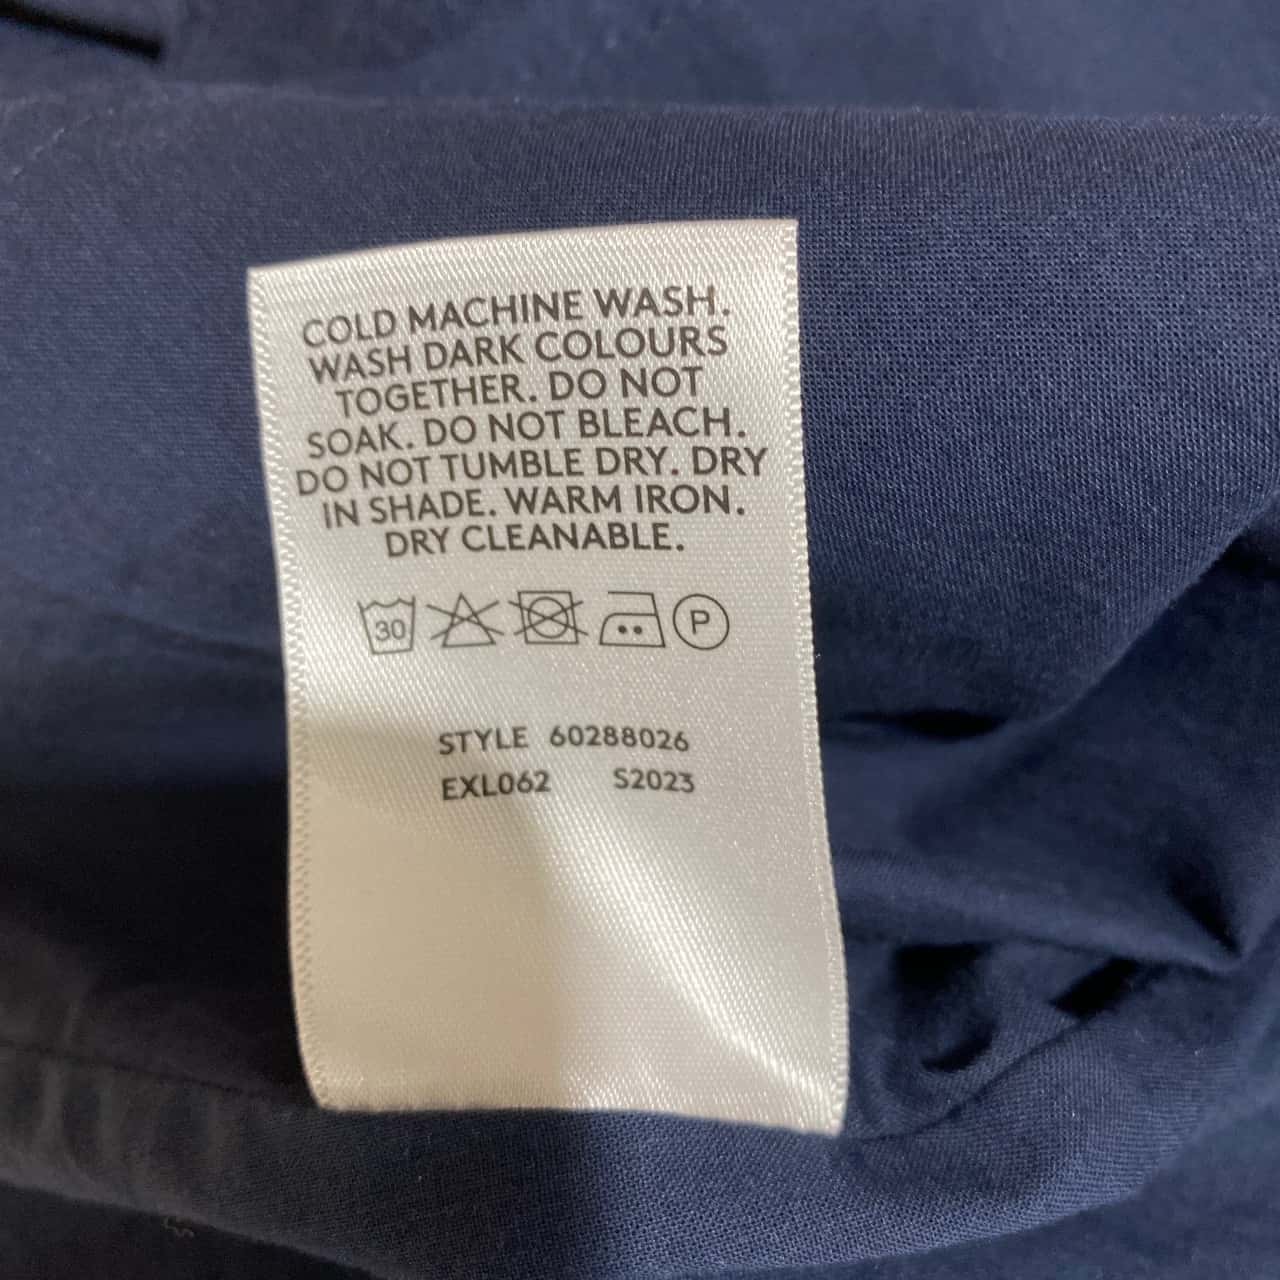 COLD MACHINE WASH.
WASH DARK COLOURS
TOGETHER. DO NOT
SOAK. DO NOT BLEACH.
DO NOT TUMBLE DRY. DRY
IN SHADE. WARM IRON.
DRY CLEANABLE.
30 P
STYLE 60288026
EXL062 S2023